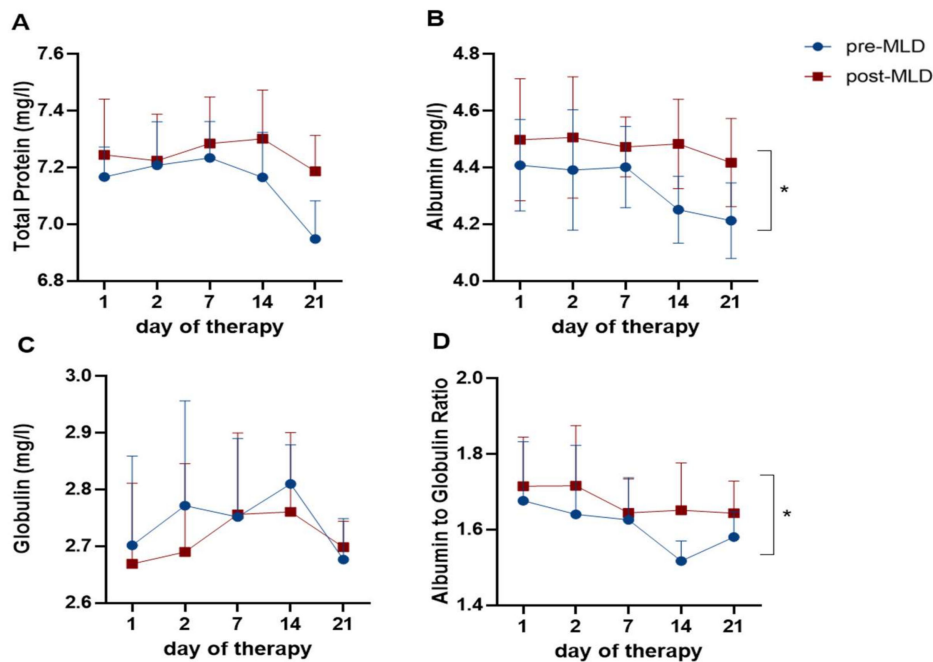 A
Total Protein (mg/l)
7.6
7.4
7.2
7.0
6.8
1 2 7 14 21
day of therapy
B
Albumin (mg/l)
4.8
4.6
4.4
4.2
4.0
1 2 7 14 21
day of therapy
*
pre-MLD
post-MLD
C
Globulin (mg/l)
3.0
2.9
2.8
2.7
2.6
1 2 7 14 21
day of therapy
D
Albumin to Globulin Ratio
2.0
1.8
1.6
1.4
1 2 7 14 21
day of therapy
*